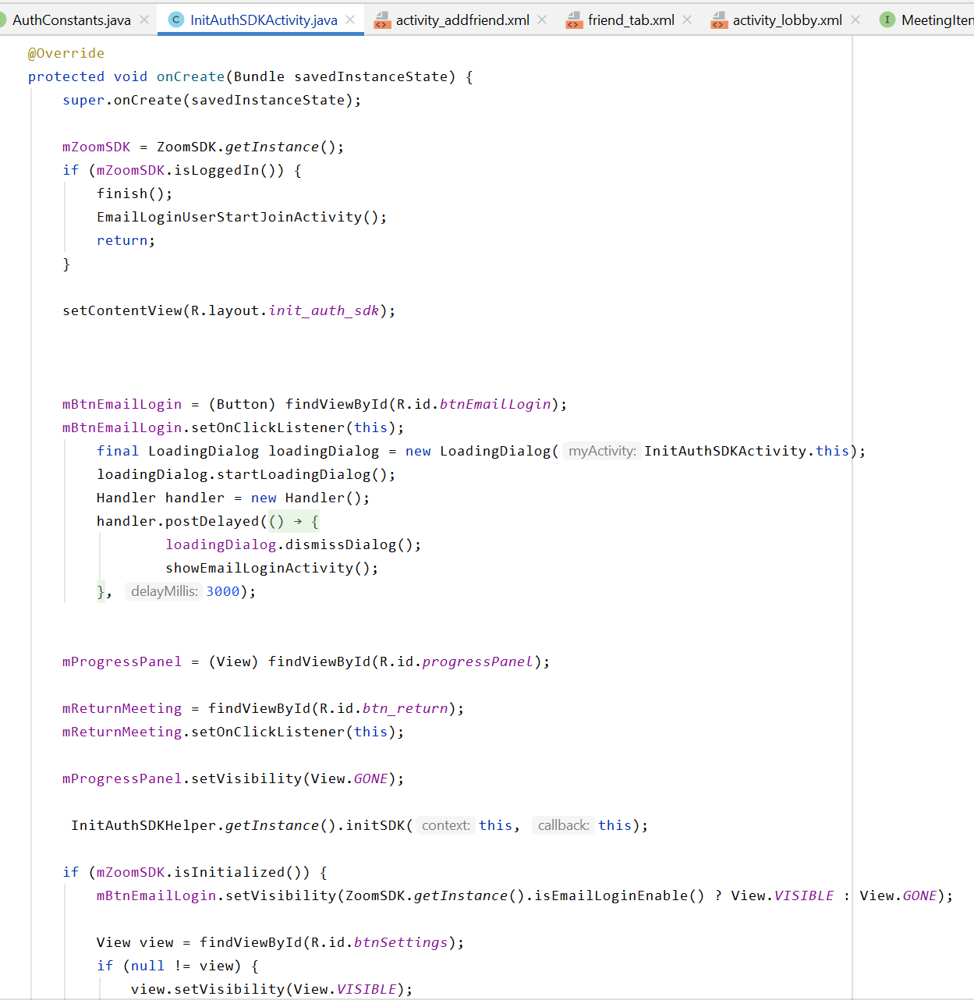 AuthConstants.java InitAuthSDKActivity.java activity_addfriend.xml friend_tab.xml activity_lobby.xml MeetingIten
@Override
protected void onCreate(Bundle savedInstanceState) {
super.onCreate(savedInstanceState);
mZoomSDK = ZoomSDK.getInstance();
if (mZoomSDK.isLoggedIn()) {
finish();
EmailLoginUserStartJoinActivity();
return;
}
setContentView(R.layout.init_auth_sdk);
mBtnEmailLogin = (Button) findViewById(R.id.btnEmailLogin);
mBtnEmailLogin.setOnClickListener(this);
final LoadingDialog loadingDialog = new LoadingDialog( myActivity: InitAuthSDKActivity.this);
loadingDialog.startLoadingDialog();
Handler handler = new Handler();
handler.postDelayed(() → {
loadingDialog.dismissDialog();
showEmailLoginActivity();
}, delayMillis: 3000);
mProgressPanel = (View) findViewById(R.id.progressPanel);
mReturnMeeting = findViewById(R.id.btn_return);
mReturnMeeting.setOnClickListener(this);
mProgressPanel.setVisibility(View.GONE);
InitAuthSDKHelper.getInstance().initSDK( context: this, callback: this);
if (mZoomSDK.isInitialized()) {
mBtnEmailLogin.setVisibility(ZoomSDK.getInstance().isEmailLoginEnable() ? View.VISIBLE : View.GONE);
View view = findViewById(R.id.btnSettings);
if (null != view) {
view.setVisibility(View.VISIBLE);